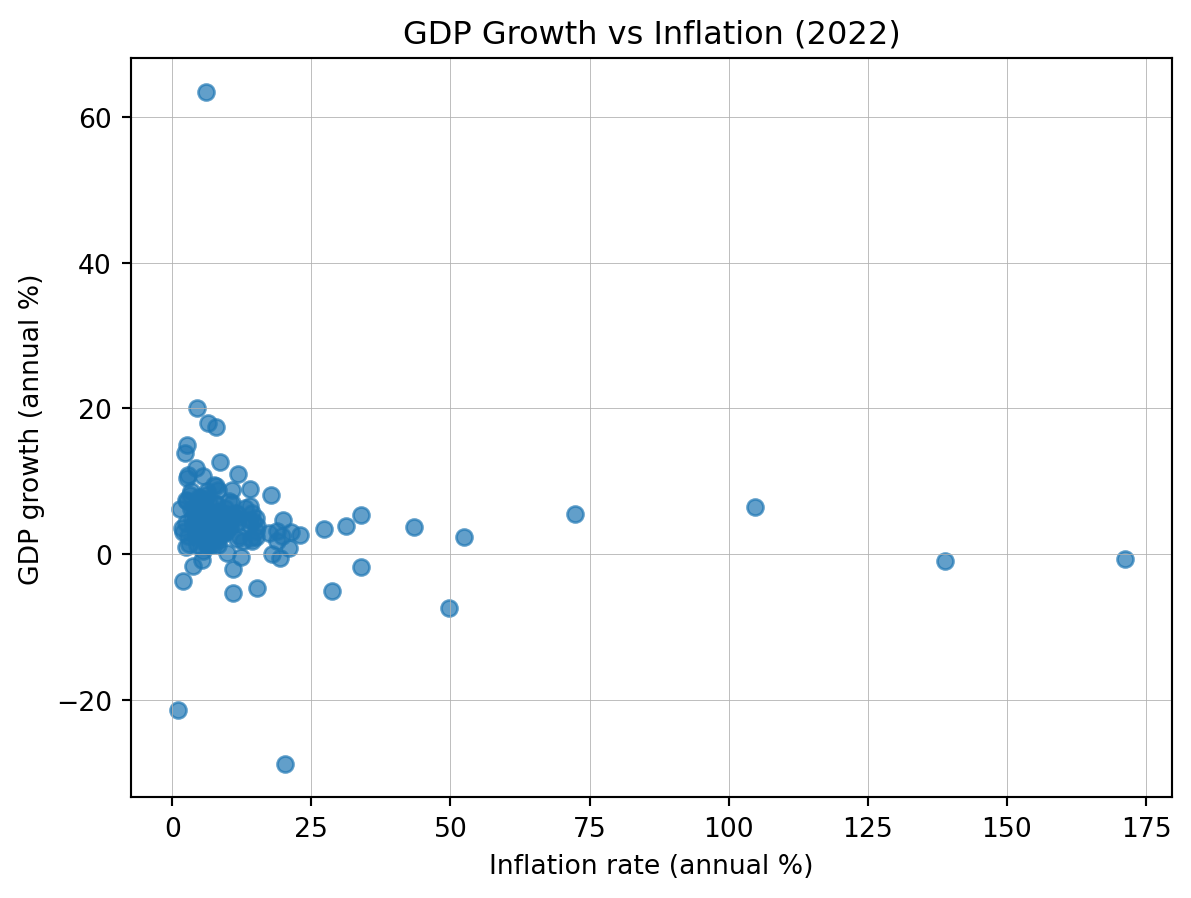 GDP Growth vs Inflation (2022)
GDP growth (annual %)
60
40
20
0
−20
0 25 50 75 100 125 150 175
Inflation rate (annual %)